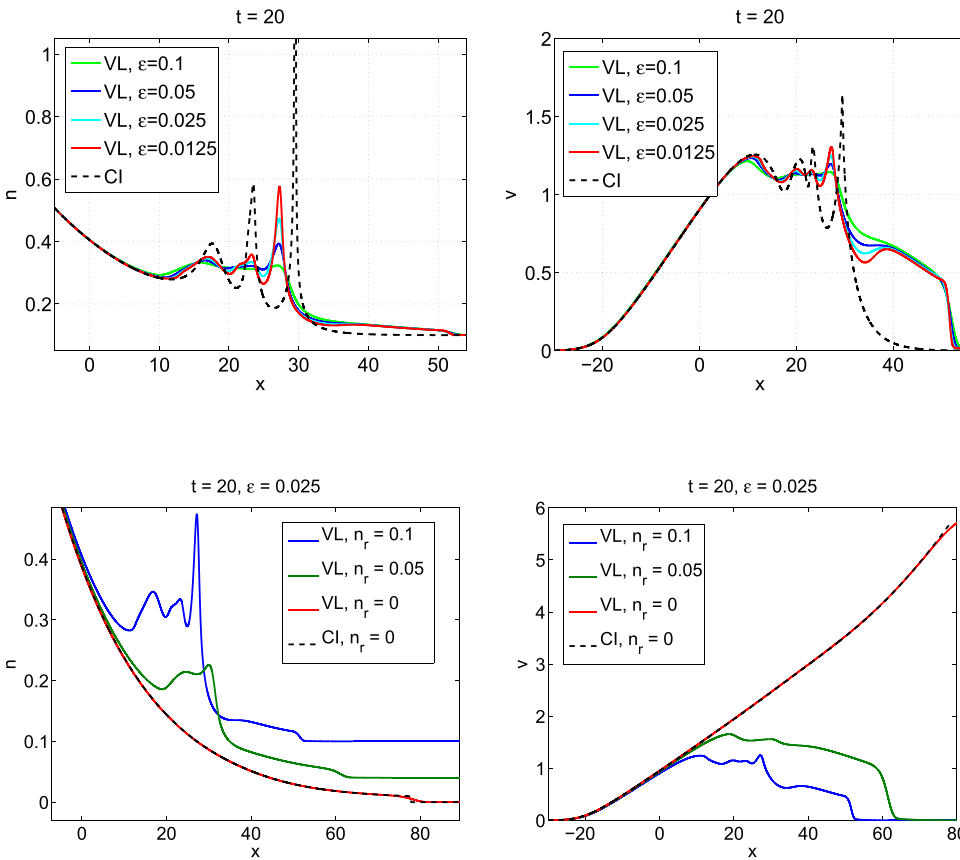 t = 20
1
0.8
0.6
0.4
0.2
0 10 20 30 40 50
n
x
VL, ε=0.1
VL, ε=0.05
VL, ε=0.025
VL, ε=0.0125
CI
t = 20
2
1.5
1
0.5
0
−20 0 20 40
v
x
VL, ε=0.1
VL, ε=0.05
VL, ε=0.025
VL, ε=0.0125
CI
t = 20, ε = 0.025
0.4
0.3
0.2
0.1
0
0 20 40 60 80
n
x
VL, n_r = 0.1
VL, n_r = 0.05
VL, n_r = 0
CI, n_r = 0
t = 20, ε = 0.025
6
5
4
3
2
1
0
−20 0 20 40 60 80
v
x
VL, n_r = 0.1
VL, n_r = 0.05
VL, n_r = 0
CI, n_r = 0